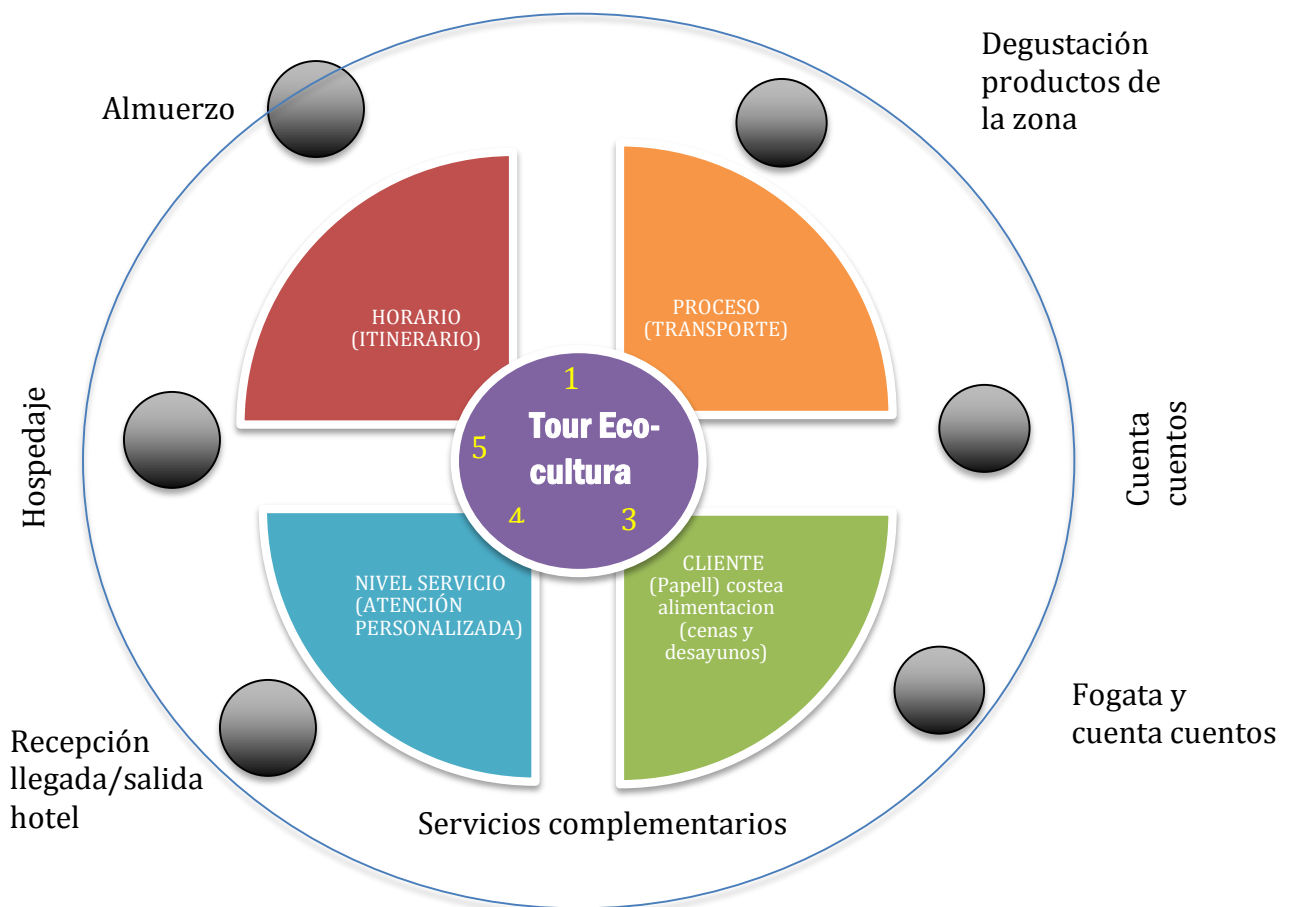 Degustación
productos de
la zona
Almuerzo
HORARIO
(ITINERARIO)
PROCESO
(TRANSPORTE)
1
Tour Eco-
cultura
5
4
3
Hospedaje
Cuenta
cuentos
NIVEL SERVICIO
(ATENCIÓN
PERSONALIZADA)
CLIENTE
(Papell) costea
alimentacion
(cenas y
desayunos)
Fogata y
cuenta cuentos
Recepción
llegada/salida
hotel
Servicios complementarios